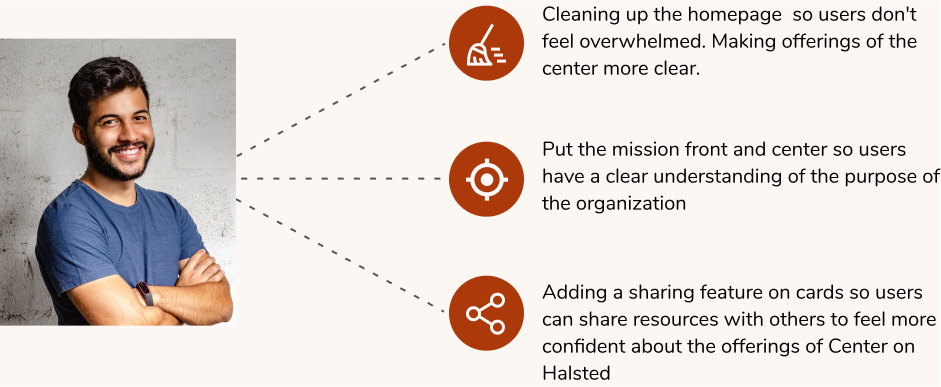 Cleaning up the homepage  so users don't
feel overwhelmed. Making offerings of the
center more clear.
Put the mission front and center so users
have a clear understanding of the purpose of
the organization
Adding a sharing feature on cards so users
can share resources with others to feel more
confident about the offerings of Center on
Halsted